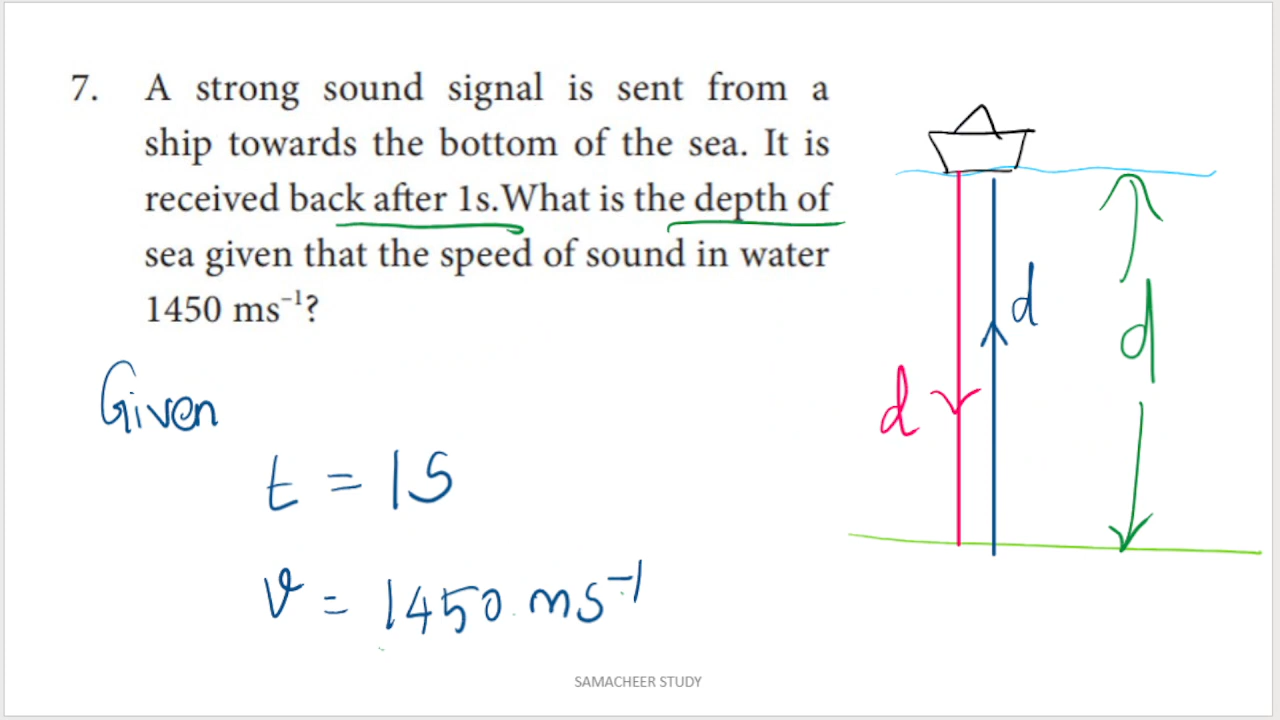 7. A strong sound signal is sent from a
ship towards the bottom of the sea. It is
received back after 1s.What is the depth of
sea given that the speed of sound in water
1450 ms⁻¹?
d
d
d
Given
t = 1S
v = 1450 ms⁻¹
SAMACHEER STUDY